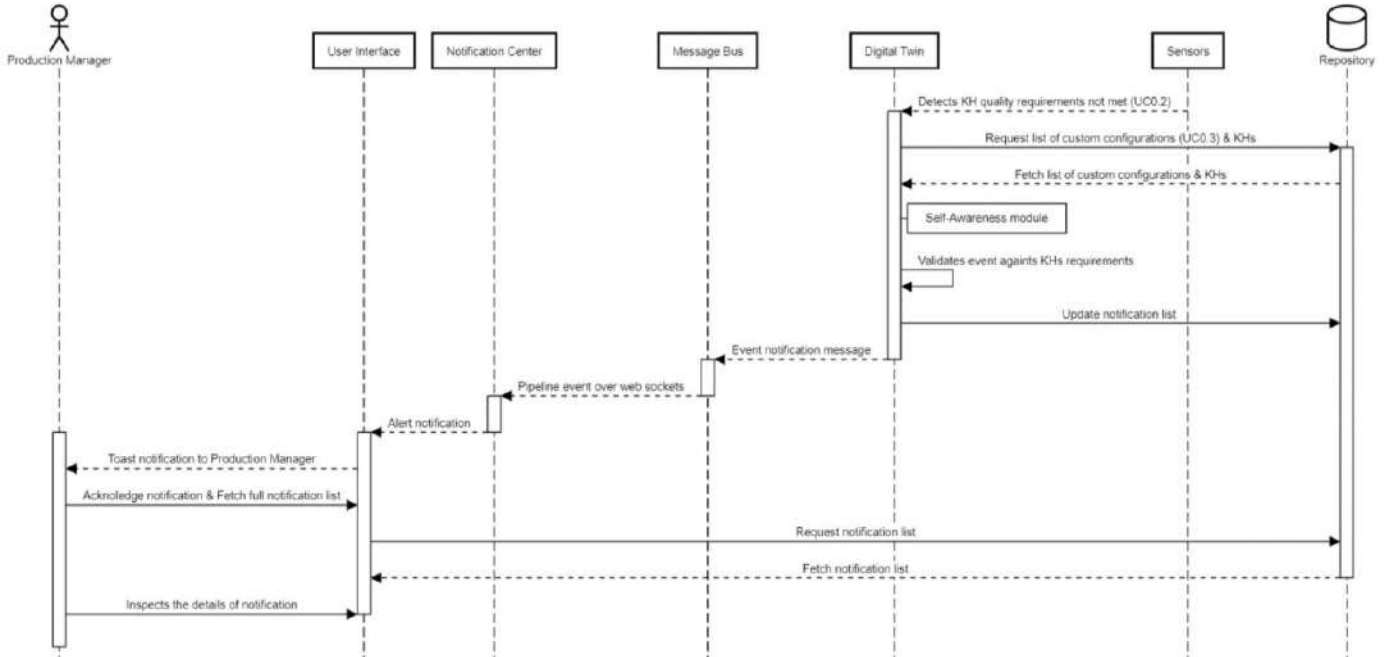 Production Manager
User Interface
Notification Center
Message Bus
Digital Twin
Sensors
Repository
Detects KH quality requirements not met (UC0.2)
Request list of custom configurations (UC0.3) & KHs
Fetch list of custom configurations & KHs
Self-Awareness module
Validates event againts KHs requirements
Update notification list
Event notification message
Pipeline event over web sockets
Alert notification
Toast notification to Production Manager
Acknoledge notification & Fetch full notification list
Request notification list
Fetch notification list
Inspects the details of notification